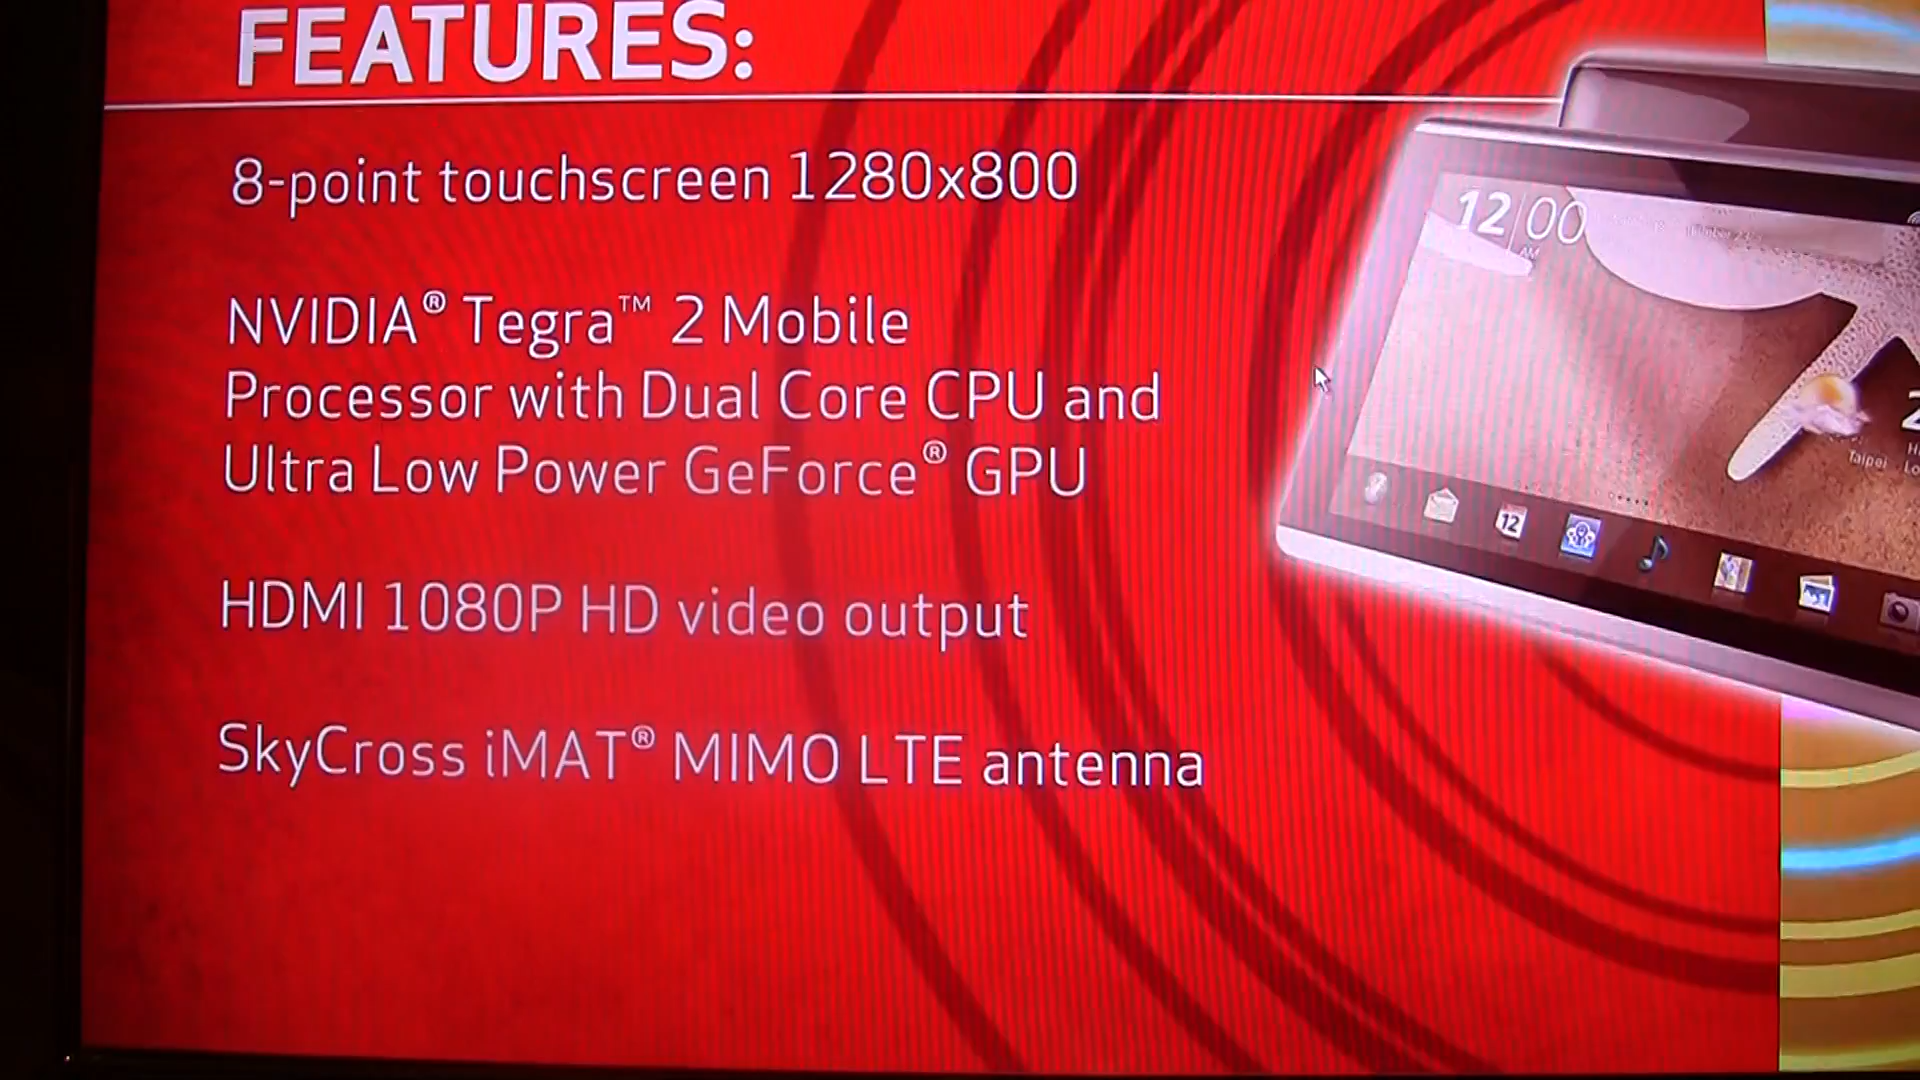 FEATURES:
8-point touchscreen 1280x800
NVIDIA® Tegra™ 2 Mobile
Processor with Dual Core CPU and
Ultra Low Power GeForce® GPU
HDMI 1080P HD video output
SkyCross iMAT® MIMO LTE antenna
12|00
AM
Taipei
12